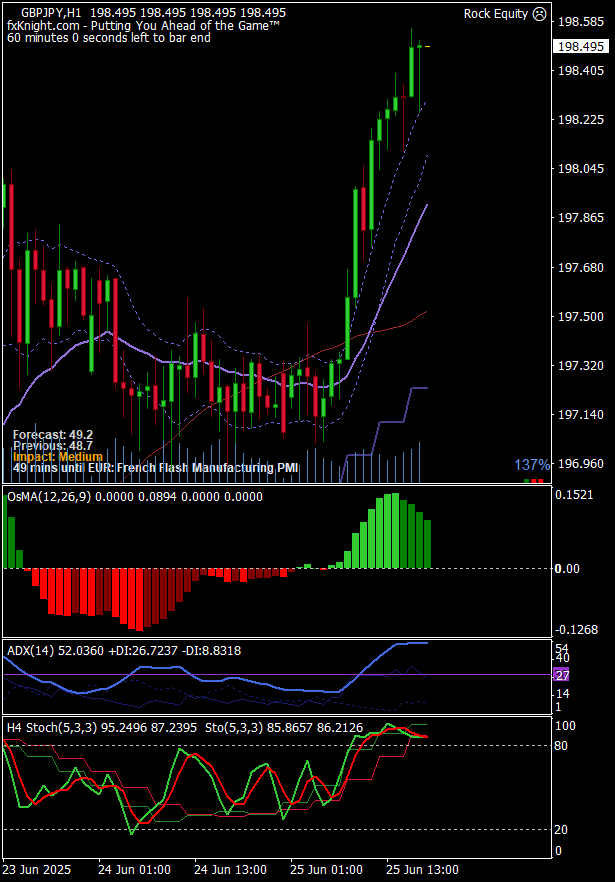 GBPJPY,H1 198.495 198.495 198.495 198.495
Rock Equity
fxKnight.com - Putting You Ahead of the Game™
60 minutes 0 seconds left to bar end
198.585
198.495
198.405
198.225
198.045
197.865
197.680
197.500
197.320
197.140
196.960
Forecast: 49.2
Previous: 48.7
Impact: Medium
49 mins until EUR: French Flash Manufacturing PMI
137%
OsMA(12,26,9) 0.0000 0.0894 0.0000 0.0000
0.1521
0.00
-0.1268
ADX(14) 52.0360 +DI:26.7237 -DI:8.8318
54
40
27
14
1
H4 Stoch(5,3,3) 95.2496 87.2395 Sto(5,3,3) 85.8657 86.2126
100
80
20
0
23 Jun 2025
24 Jun 01:00
24 Jun 13:00
25 Jun 01:00
25 Jun 13:00